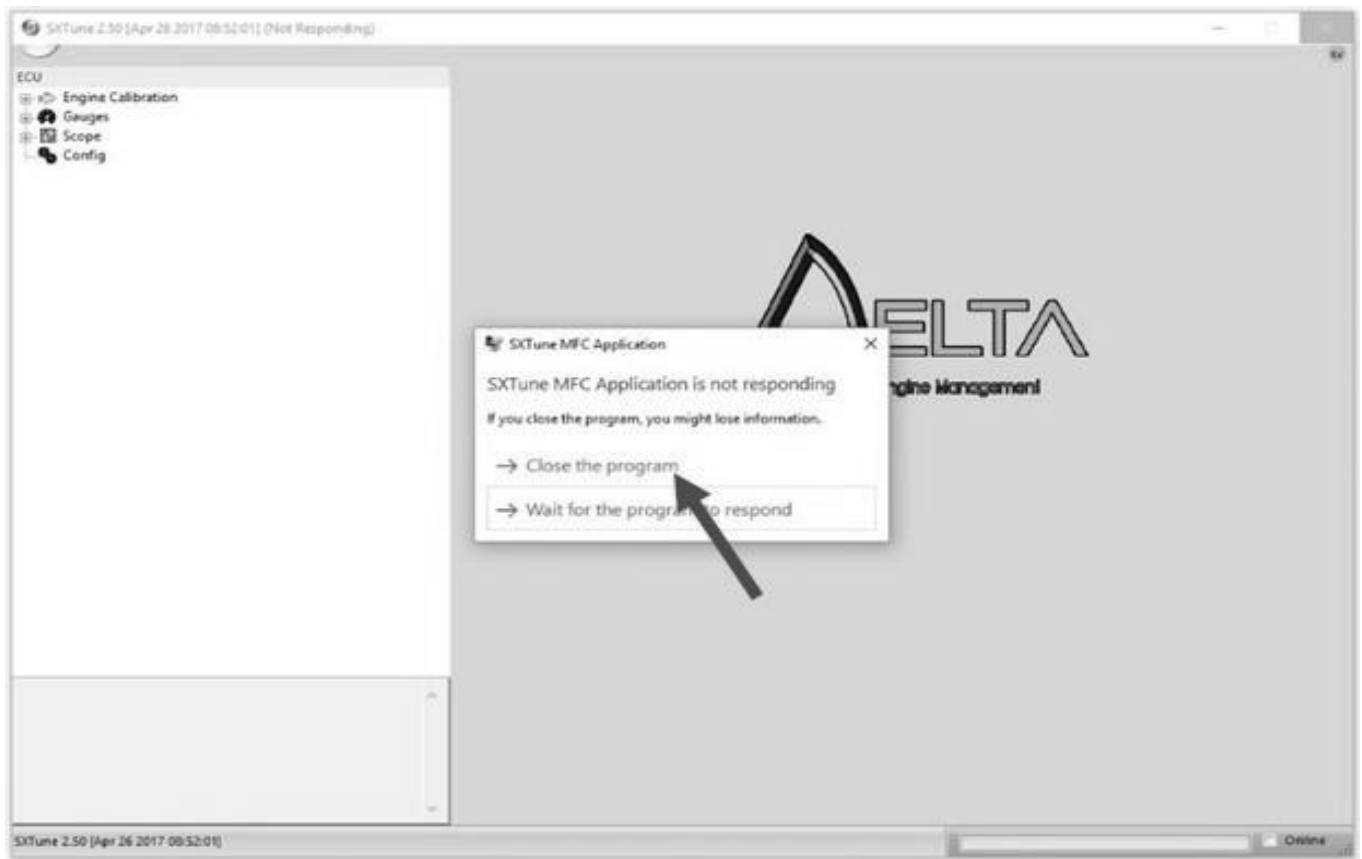 SXTune 2.50 [Apr 26 2017 08:52:01] (Not Responding)
ECU
Engine Calibration
Gauges
Scope
Config
ELTA
Management
SXTune MFC Application
SXTune MFC Application is not responding
If you close the program, you might lose information.
→ Close the program
→ Wait for the program to respond
SXTune 2.50 [Apr 26 2017 08:52:01]
Online